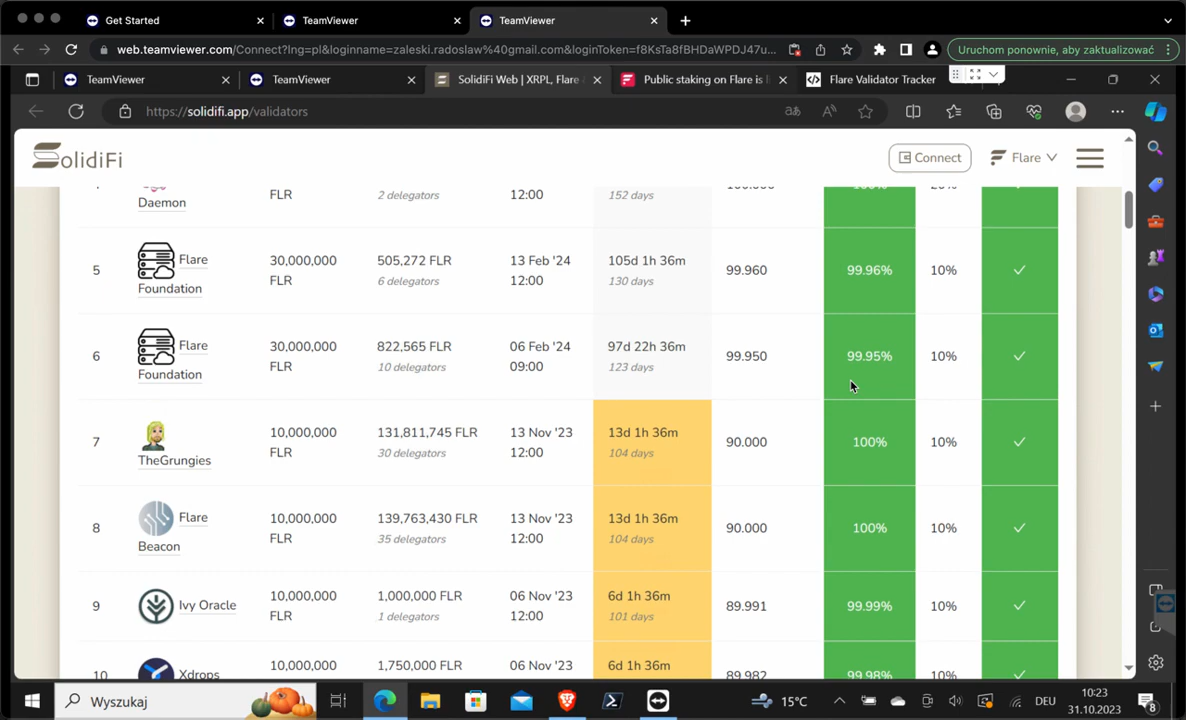 Get Started
TeamViewer
TeamViewer
web.teamviewer.com/Connect?lng=pl&loginname=zaleski.radoslaw%40gmail.com&loginToken=f8KsTa8fBHDaWPDJ47u...
Uruchom ponownie, aby zaktualizować
TeamViewer
TeamViewer
SolidiFi Web | XRPL, Flare
Public staking on Flare is
Flare Validator Tracker
https://solidifi.app/validators
SolidiFi
Connect
Flare
Daemon
FLR
2 delegators
12:00
152 days
5
Flare
Foundation
30,000,000
FLR
505,272 FLR
6 delegators
13 Feb '24
12:00
105d 1h 36m
130 days
99.960
99.96%
10%
6
Flare
Foundation
30,000,000
FLR
822,565 FLR
10 delegators
06 Feb '24
09:00
97d 22h 36m
123 days
99.950
99.95%
10%
7
TheGrungies
10,000,000
FLR
131,811,745 FLR
30 delegators
13 Nov '23
12:00
13d 1h 36m
104 days
90.000
100%
10%
8
Flare
Beacon
10,000,000
FLR
139,763,430 FLR
35 delegators
13 Nov '23
12:00
13d 1h 36m
104 days
90.000
100%
10%
9
Ivy Oracle
10,000,000
FLR
1,000,000 FLR
1 delegators
06 Nov '23
12:00
6d 1h 36m
101 days
89.991
99.99%
10%
10
Xdrops
10,000,000
1,750,000 FLR
06 Nov '23
6d 1h 36m
89.982
99.98%
10%
Wyszukaj
15°C
DEU
10:23
31.10.2023
8